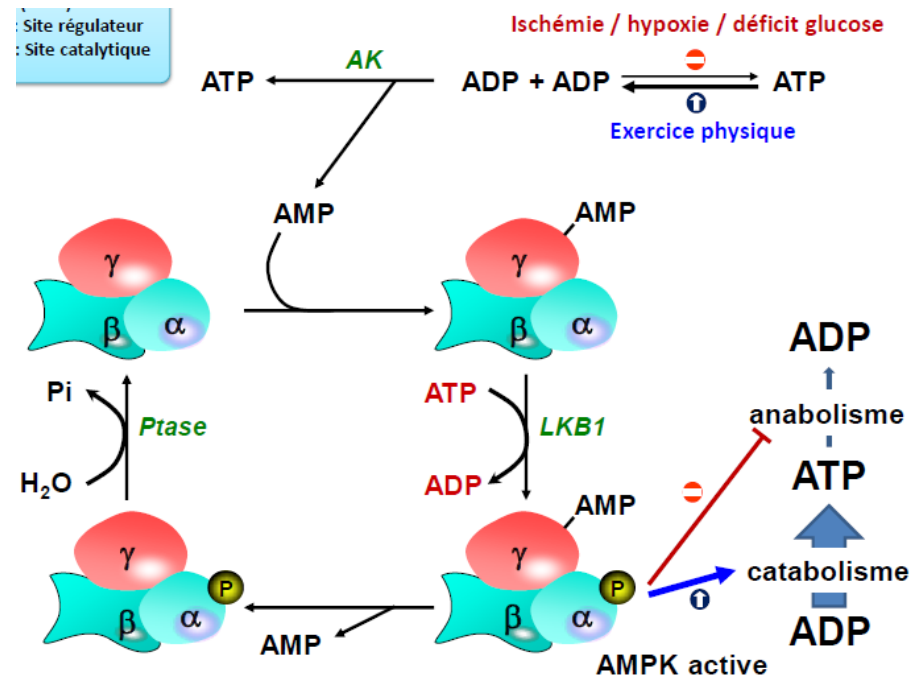 : Site régulateur
: Site catalytique
Ischémie / hypoxie / déficit glucose
AK
ATP
ADP + ADP
ATP
Exercice physique
AMP
AMP
γ
β
α
γ
β
α
ADP
anabolisme
ATP
catabolisme
ADP
Pi
Ptase
H₂O
ATP
LKB1
ADP
AMP
γ
β
α
P
γ
β
α
P
AMP
AMPK active